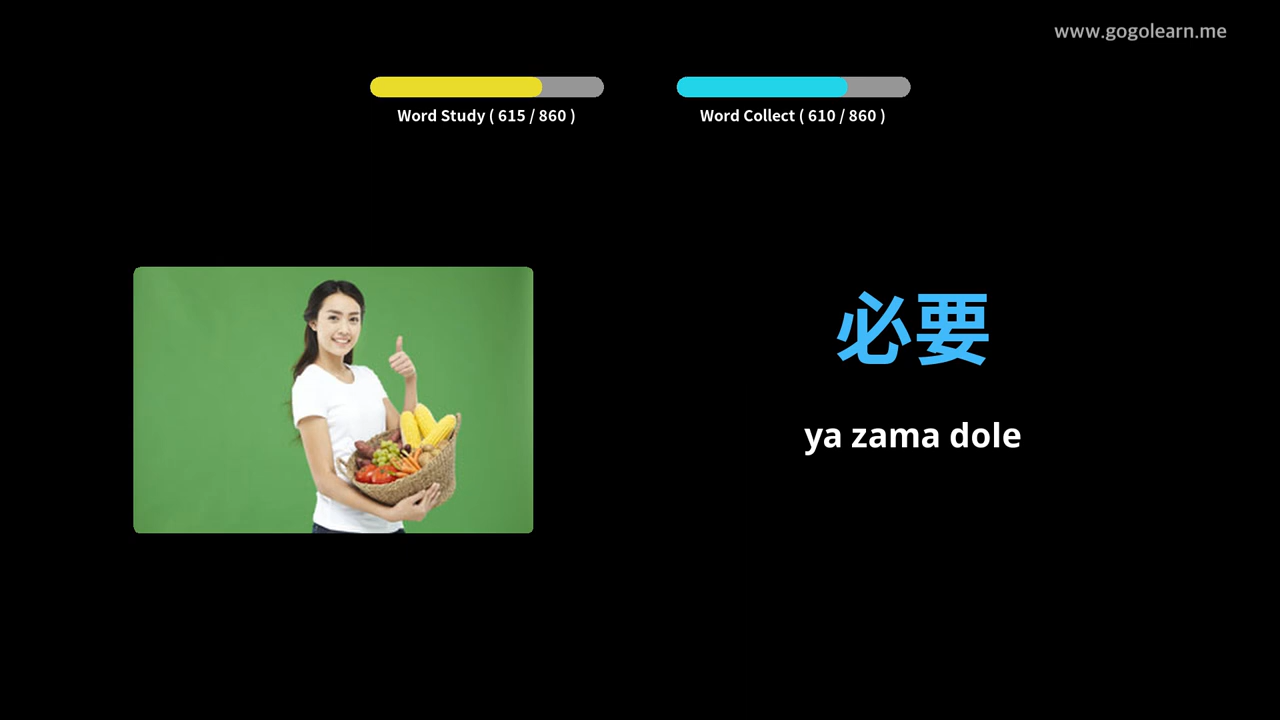 www.gogolearn.me
Word Study ( 615 / 860 )
Word Collect ( 610 / 860 )
必要
ya zama dole